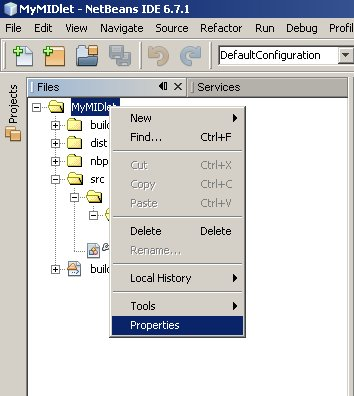 MyMIDlet - NetBeans IDE 6.7.1
File Edit View Navigate Source Refactor Run Debug Profi
DefaultConfiguration
Projects
Files
Services
MyMIDlet
build
dist
nbp
src
build
New
Find... Ctrl+F
Cut Ctrl+X
Copy Ctrl+C
Paste Ctrl+V
Delete Delete
Rename...
Local History
Tools
Properties